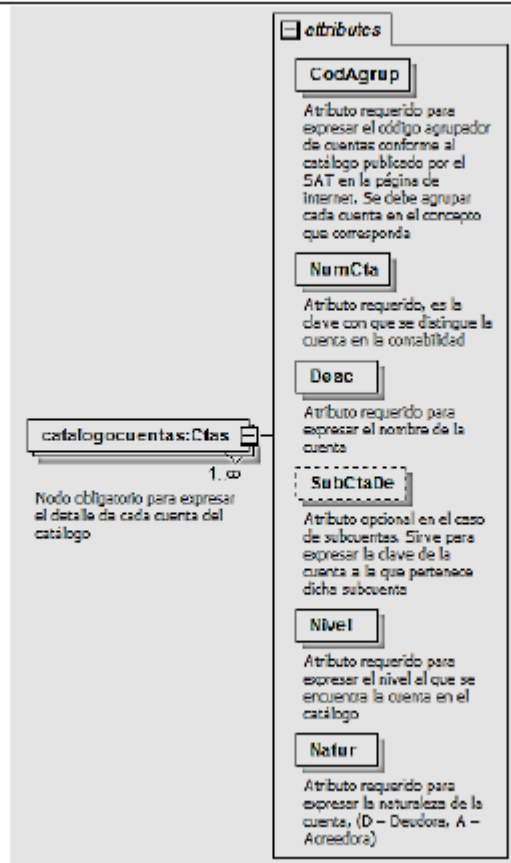 attributes
CodAgrup
Atributo requerido para
expresar el código agrupador
de cuentas conforme al
catálogo publicado por el
SAT en la página de
internet. Se debe agrupar
cada cuenta en el concepto
que corresponda
NumCta
Atributo requerido, es la
clave con que se distingue la
cuenta en la contabilidad
Desc
Atributo requerido para
expresar el nombre de la
cuenta
catalogocuentas:Ctas
1..∞
Nodo obligatorio para expresar
el detalle de cada cuenta del
catálogo
SubCtaDe
Atributo opcional en el caso
de subcuentas. Sirve para
expresar la clave de la
cuenta a la que pertenece
dicha subcuenta
Nivel
Atributo requerido para
expresar el nivel al que se
encuentra la cuenta en el
catálogo
Natur
Atributo requerido para
expresar la naturaleza de la
cuenta, (D – Deudora, A –
Acreedora)